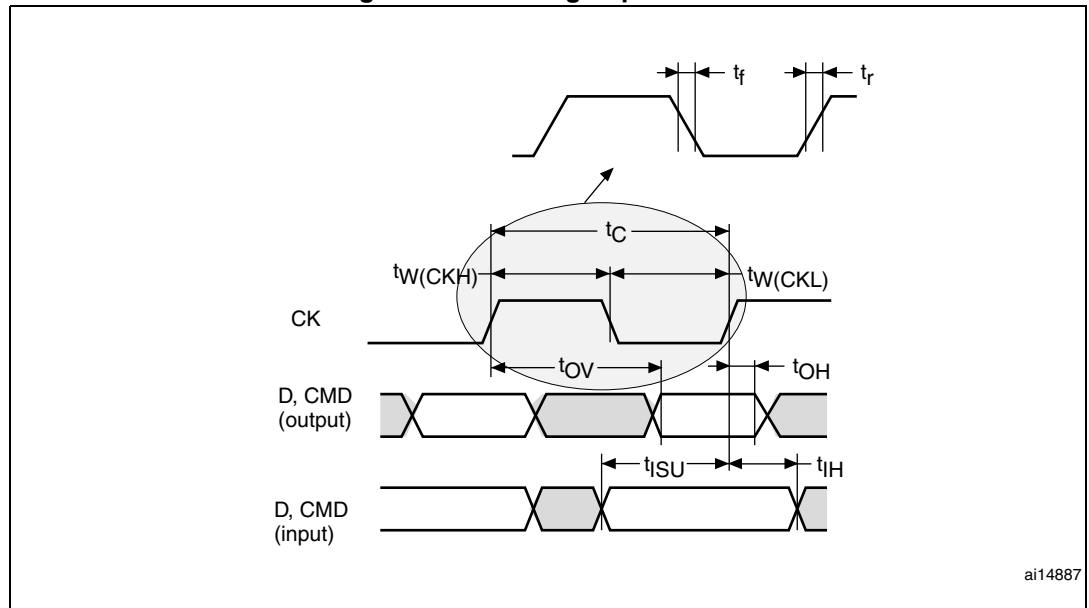 tf
tr
tC
tW(CKH)
tW(CKL)
CK
tOV
tOH
D, CMD
(output)
tISU
tIH
D, CMD
(input)
ai14887